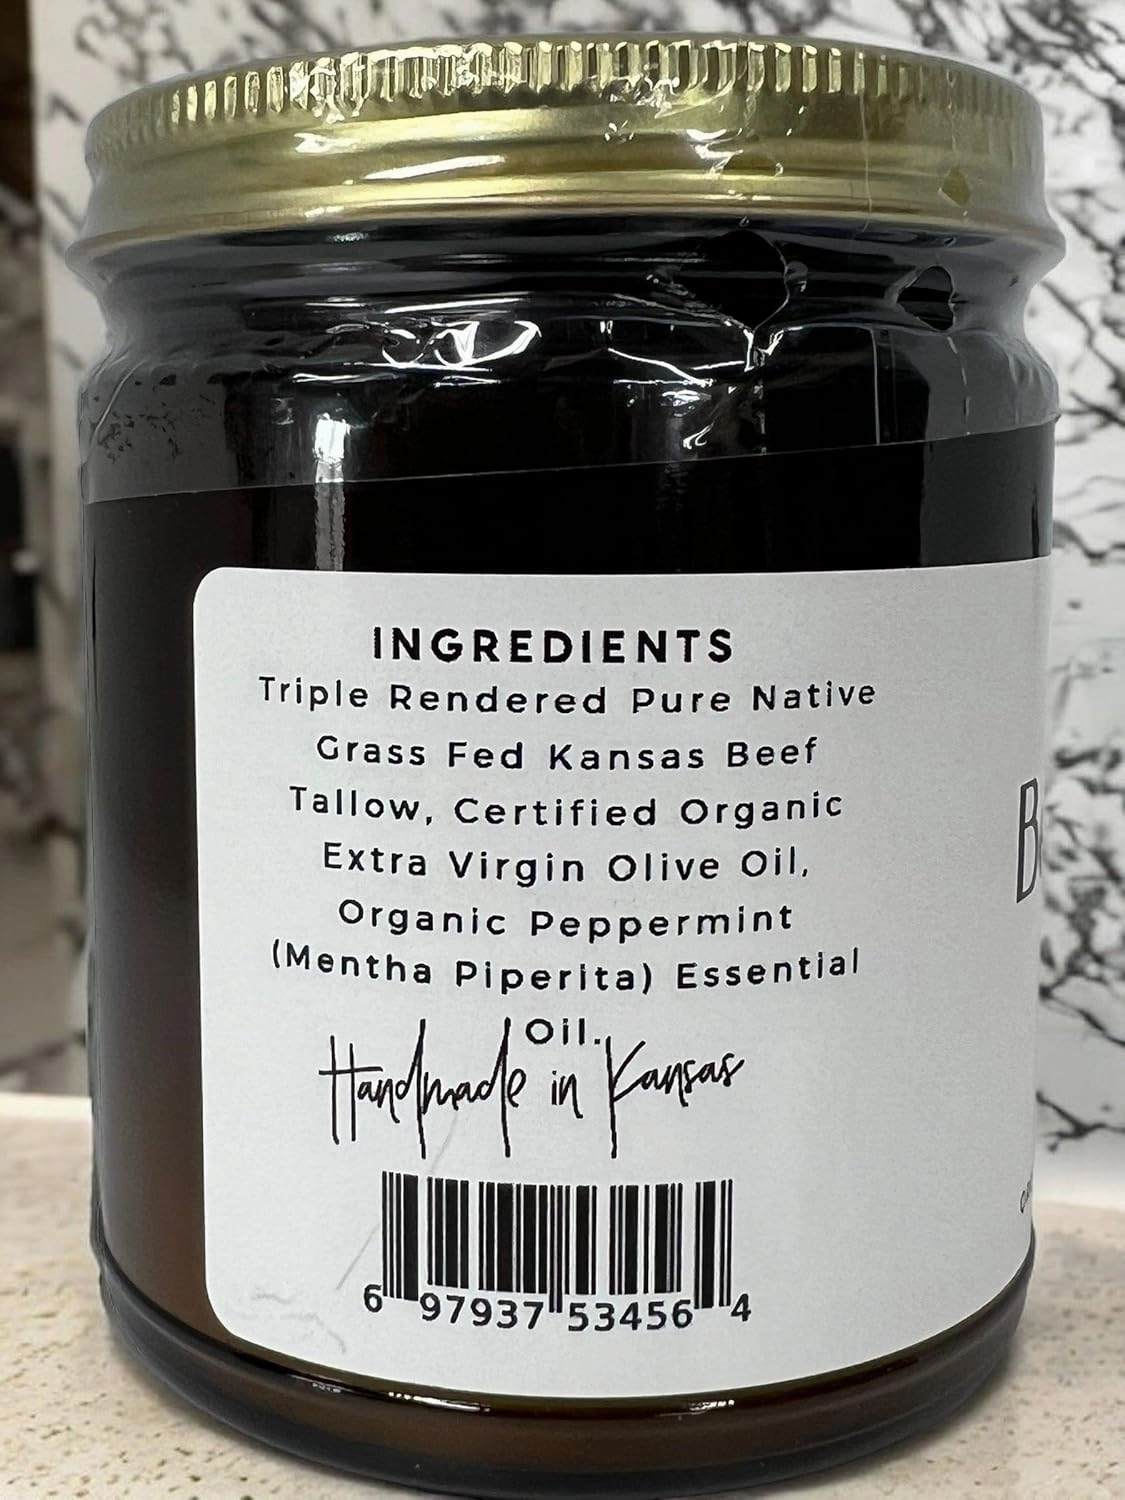 INGREDIENTS
Triple Rendered Pure Native
Grass Fed Kansas Beef
Tallow, Certified Organic
Extra Virgin Olive Oil,
Organic Peppermint
(Mentha Piperita) Essential
Oil.
Handmade in Kansas
6 97937 53456 4